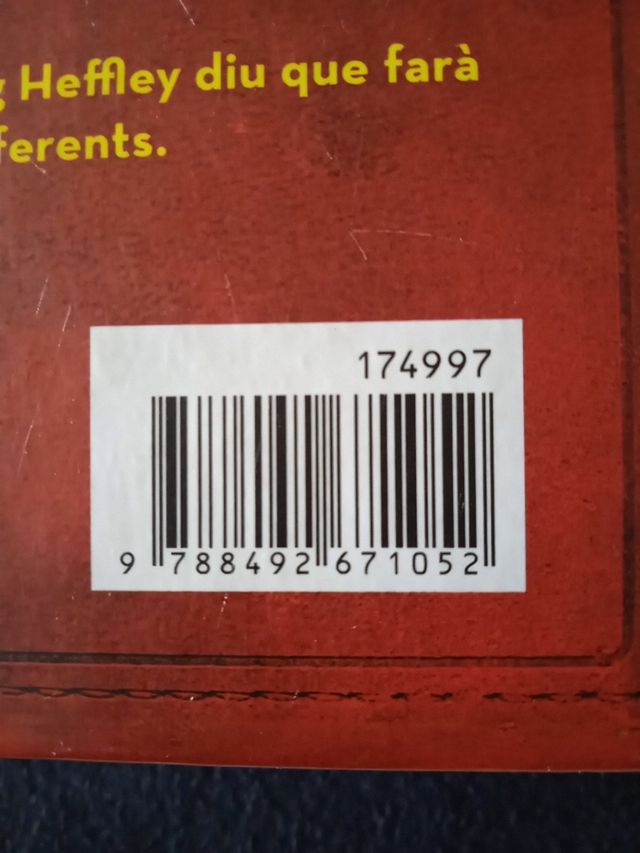 Heffley diu que farà
ferents.
174997
9 788492 671052